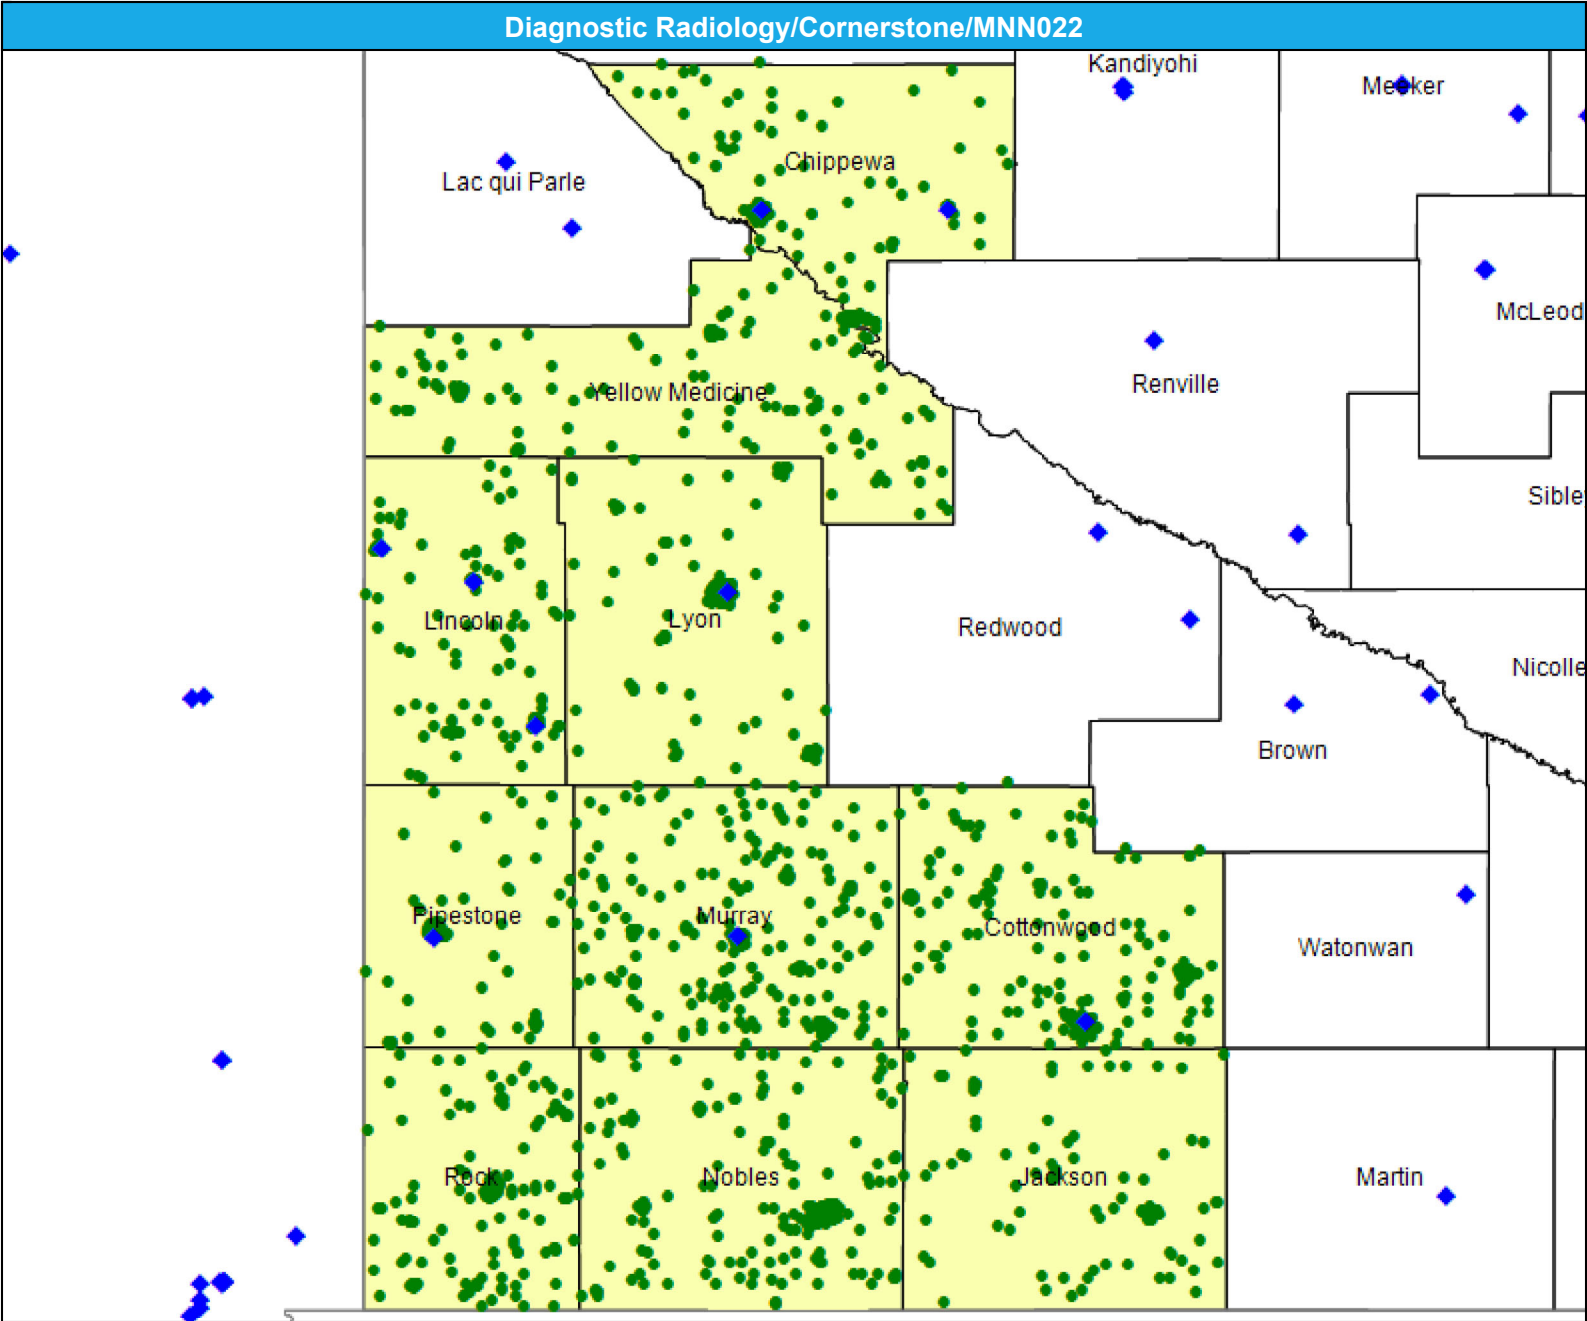 Diagnostic Radiology/Cornerstone/MNN022
Kandiyohi
Meeker
Chippewa
Lac qui Parle
McLeod
Renville
Yellow Medicine
Sible
Lincoln
Lyon
Redwood
Nicolle
Brown
Pipestone
Murray
Cottonwood
Watonwan
Rock
Nobles
Jackson
Martin